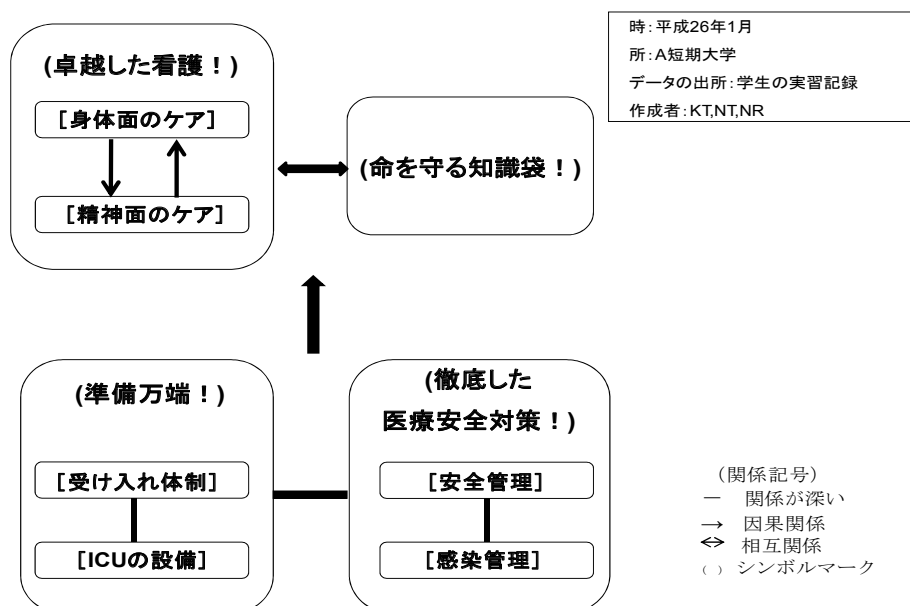 時:平成26年1月
所:A短期大学
データの出所:学生の実習記録
作成者:KT,NT,NR
(卓越した看護！)
[身体面のケア]
[精神面のケア]
(命を守る知識袋！)
(準備万端！)
[受け入れ体制]
[ICUの設備]
(徹底した
医療安全対策！)
[安全管理]
[感染管理]
（関係記号）
― 関係が深い
→ 因果関係
⇔ 相互関係
（ ）シンボルマーク